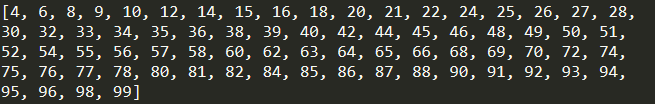 [4, 6, 8, 9, 10, 12, 14, 15, 16, 18, 20, 21, 22, 24, 25, 26, 27, 28,
30, 32, 33, 34, 35, 36, 38, 39, 40, 42, 44, 45, 46, 48, 49, 50, 51,
52, 54, 55, 56, 57, 58, 60, 62, 63, 64, 65, 66, 68, 69, 70, 72, 74,
75, 76, 77, 78, 80, 81, 82, 84, 85, 86, 87, 88, 90, 91, 92, 93, 94,
95, 96, 98, 99]